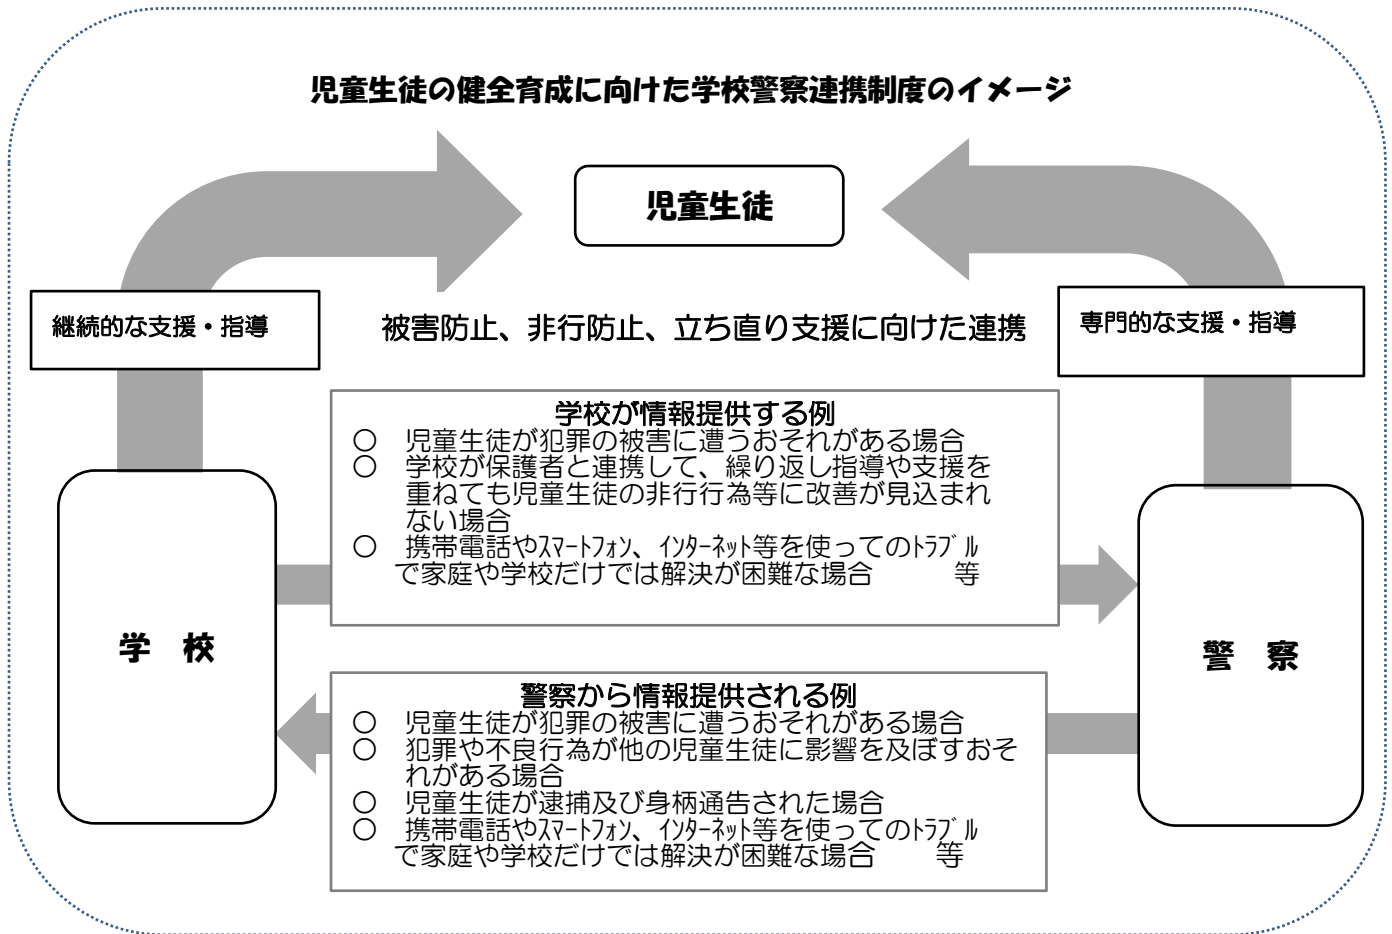 児童生徒の健全育成に向けた学校警察連携制度のイメージ
児童生徒
継続的な支援・指導
被害防止、非行防止、立ち直り支援に向けた連携
専門的な支援・指導
学校が情報提供する例
○　児童生徒が犯罪の被害に遭うおそれがある場合
○　学校が保護者と連携して、繰り返し指導や支援を
重ねても児童生徒の非行行為等に改善が見込まれ
ない場合
○　携帯電話やｽﾏｰﾄﾌｫﾝ、ｲﾝﾀｰﾈｯﾄ等を使ってのﾄﾗﾌﾞﾙ
で家庭や学校だけでは解決が困難な場合　　　等
学　校
警　察
警察から情報提供される例
○　児童生徒が犯罪の被害に遭うおそれがある場合
○　犯罪や不良行為が他の児童生徒に影響を及ぼすおそ
れがある場合
○　児童生徒が逮捕及び身柄通告された場合
○　携帯電話やｽﾏｰﾄﾌｫﾝ、ｲﾝﾀｰﾈｯﾄ等を使ってのﾄﾗﾌﾞﾙ
で家庭や学校だけでは解決が困難な場合　　等